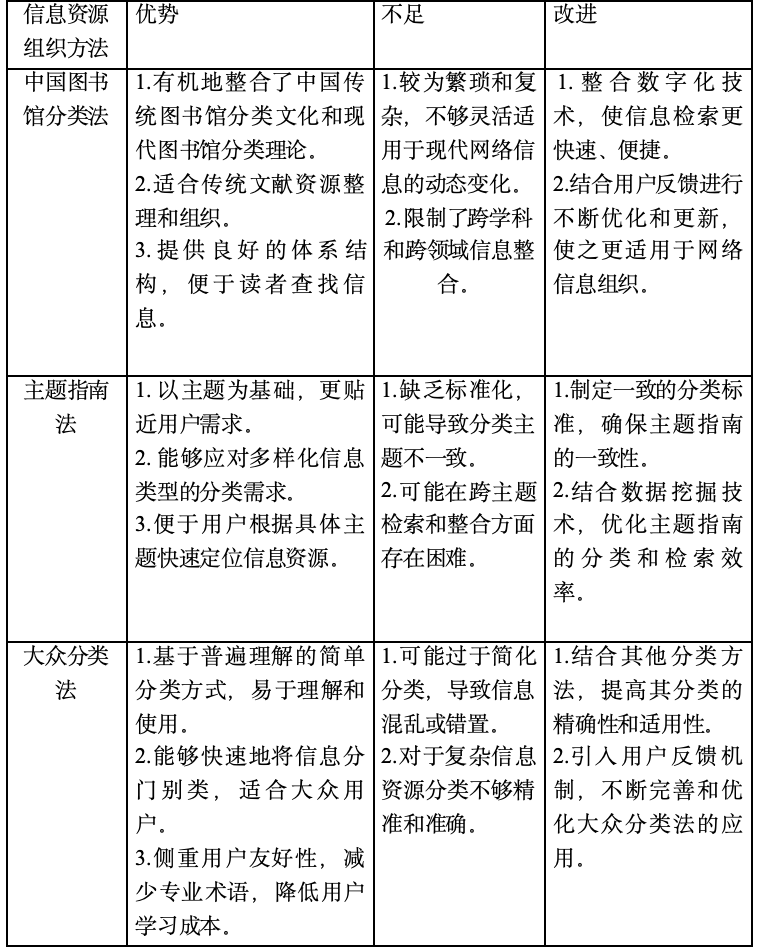 信息资源
组织方法
优势
不足
改进
中国图书
馆分类法
1.有机地整合了中国传
统图书馆分类文化和现
代图书馆分类理论。
2.适合传统文献资源整
理和组织。
3.提供良好的体系结
构，便于读者查找信
息。
1.较为繁琐和复
杂，不够灵活适
用于现代网络信
息的动态变化。
2.限制了跨学科
和跨领域信息整
合。
1.整合数字化技
术，使信息检索更
快速、便捷。
2.结合用户反馈进行
不断优化和更新，
使之更适用于网络
信息组织。
主题指南
法
1. 以主题为基础，更贴
近用户需求。
2. 能够应对多样化信息
类型的分类需求。
3.便于用户根据具体主
题快速定位信息资源。
1.缺乏标准化，
可能导致分类主
题不一致。
2.可能在跨主题
检索和整合方面
存在困难。
1.制定一致的分类标
准，确保主题指南
的一致性。
2.结合数据挖掘技
术，优化主题指南
的分类和检索效
率。
大众分类
法
1.基于普遍理解的简单
分类方式，易于理解和
使用。
2.能够快速地将信息分
门别类，适合大众用
户。
3.侧重用户友好性，减
少专业术语，降低用户
学习成本。
1.可能过于简化
分类，导致信息
混乱或错置。
2.对于复杂信息
资源分类不够精
准和准确。
1.结合其他分类方
法，提高其分类的
精确性和适用性。
2.引入用户反馈机
制，不断完善和优
化大众分类法的应
用。